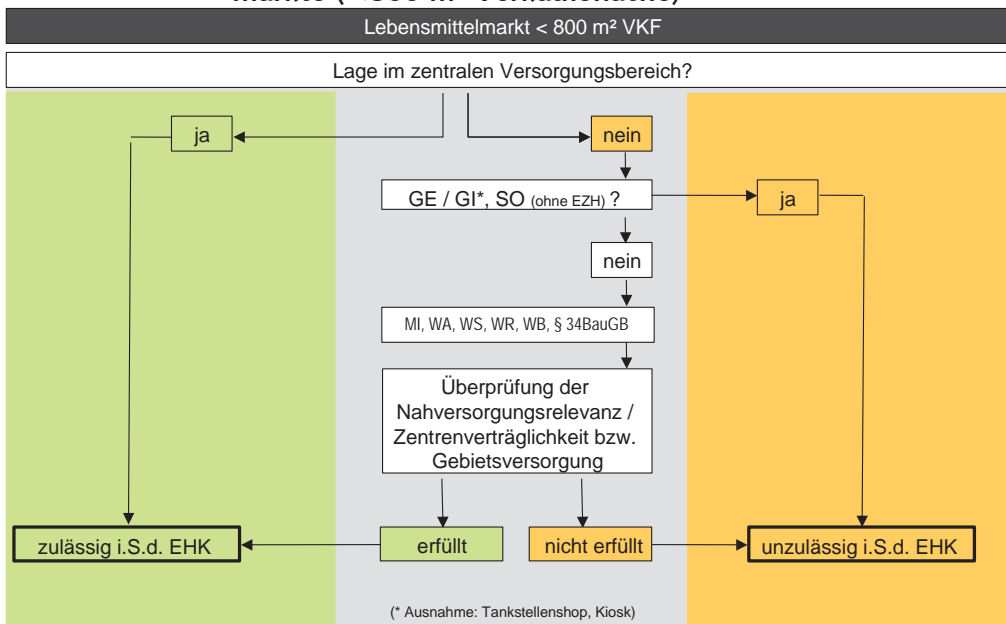 Lebensmittelmarkt < 800 m² VKF
Lage im zentralen Versorgungsbereich?
ja
nein
GE / GI*, SO (ohne EZH) ?
ja
nein
MI, WA, WS, WR, WB, § 34BauGB
Überprüfung der
Nahversorgungsrelevanz /
Zentrenverträglichkeit bzw.
Gebietsversorgung
zulässig i.S.d. EHK
erfüllt
nicht erfüllt
unzulässig i.S.d. EHK
(* Ausnahme: Tankstellenshop, Kiosk)